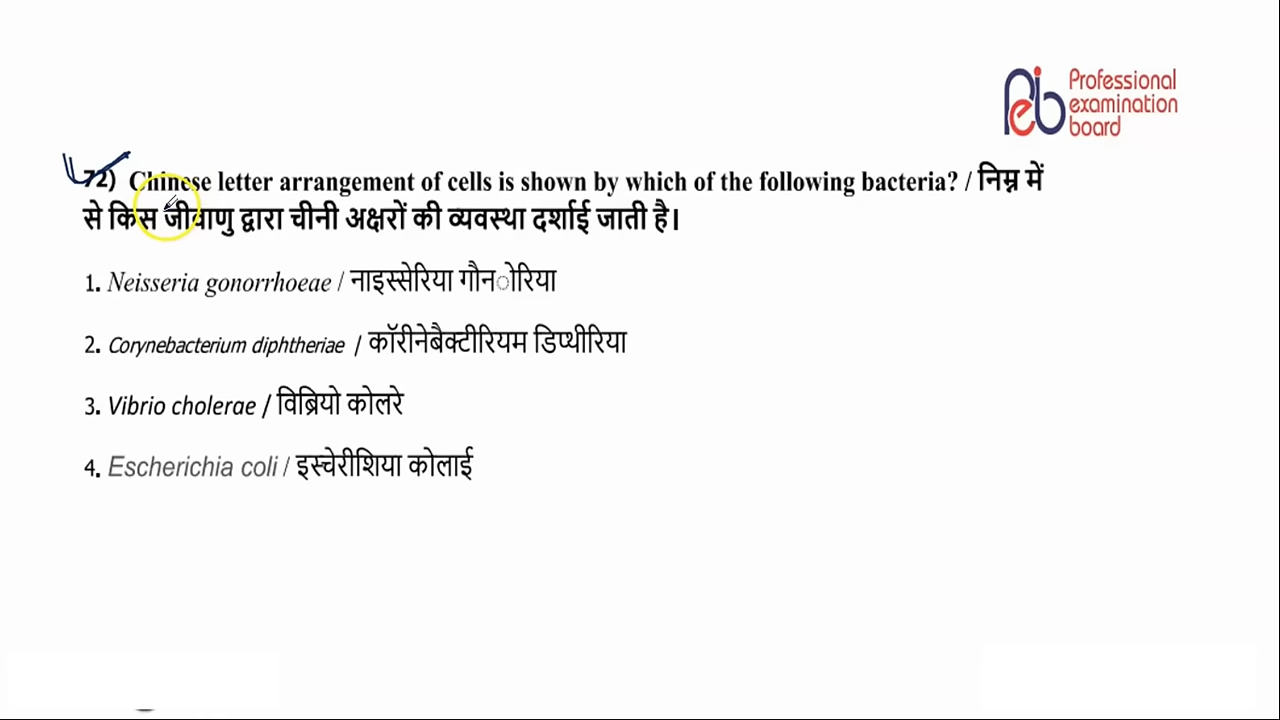 Professional
examination
board
72) Chinese letter arrangement of cells is shown by which of the following bacteria? / निम्न में
से किस जीवाणु द्वारा चीनी अक्षरों की व्यवस्था दर्शाई जाती है।
1. Neisseria gonorrhoeae / नाइस्सेरिया गौनोरिया
2. Corynebacterium diphtheriae / कॉरीनेबैक्टीरियम डिप्थीरिया
3. Vibrio cholerae / विब्रियो कोलरे
4. Escherichia coli / इस्चेरीशिया कोलाई